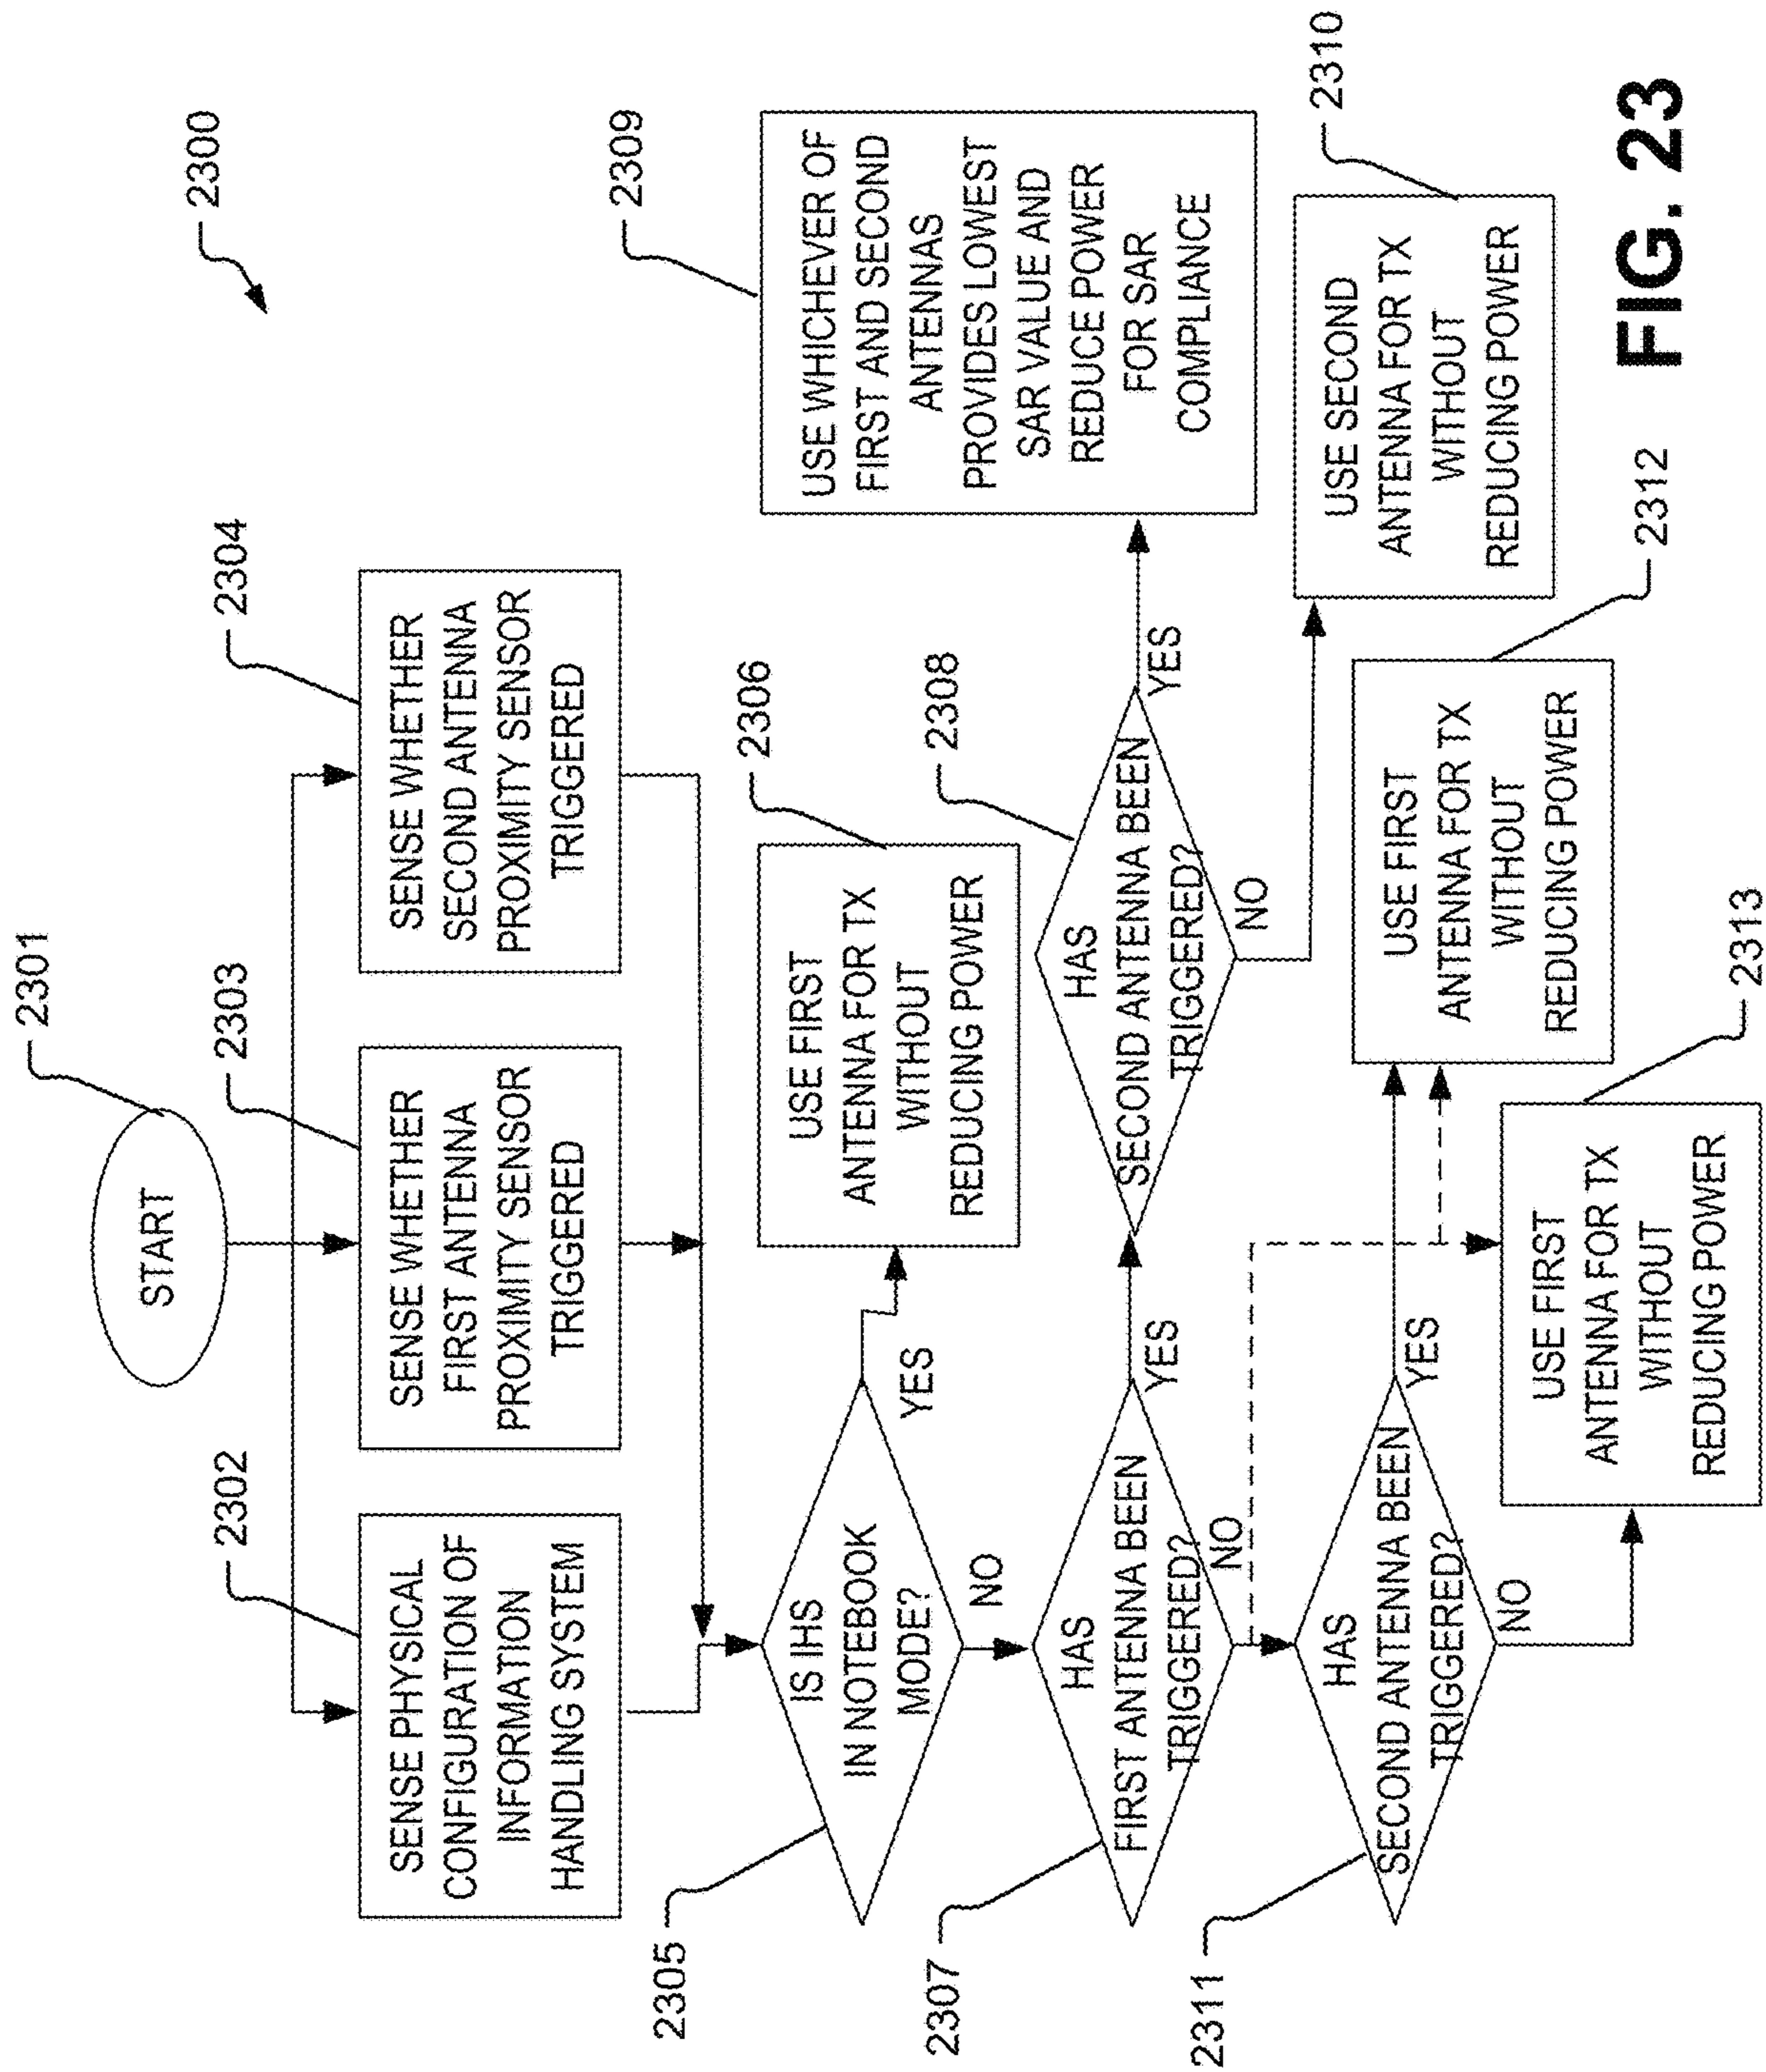 2300
2301
START
2302
SENSE PHYSICAL
CONFIGURATION OF
INFORMATION
HANDLING SYSTEM
2303
SENSE WHETHER
FIRST ANTENNA
PROXIMITY SENSOR
TRIGGERED
2304
SENSE WHETHER
SECOND ANTENNA
PROXIMITY SENSOR
TRIGGERED
2305
IS IHS
IN NOTEBOOK
MODE?
YES
NO
2306
USE FIRST
ANTENNA FOR TX
WITHOUT
REDUCING POWER
2307
HAS
FIRST ANTENNA BEEN
TRIGGERED?
YES
NO
2308
HAS
SECOND ANTENNA BEEN
TRIGGERED?
YES
NO
2309
USE WHICHEVER OF
FIRST AND SECOND
ANTENNAS
PROVIDES LOWEST
SAR VALUE AND
REDUCE POWER
FOR SAR
COMPLIANCE
2310
USE SECOND
ANTENNA FOR TX
WITHOUT
REDUCING POWER
2311
HAS
SECOND ANTENNA BEEN
TRIGGERED?
YES
NO
2312
USE FIRST
ANTENNA FOR TX
WITHOUT
REDUCING POWER
2313
USE FIRST
ANTENNA FOR TX
WITHOUT
REDUCING POWER
FIG. 23